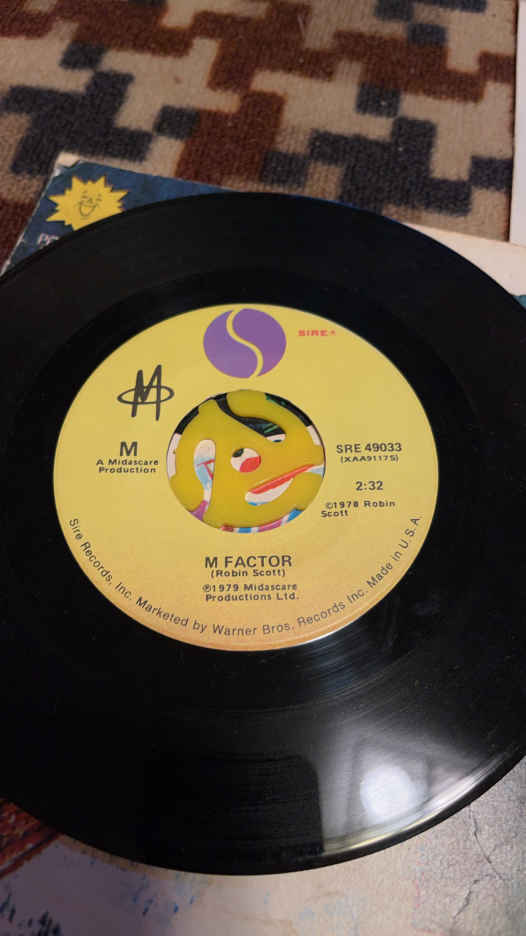 SIRE
M
M
A Midascare
Production
SRE 49033
(XAA9117S)
2:32
©1978 Robin
Scott
M FACTOR
(Robin Scott)
℗1979 Midascare
Productions Ltd.
Sire Records, Inc. Marketed by Warner Bros. Records Inc. Made in U.S.A.